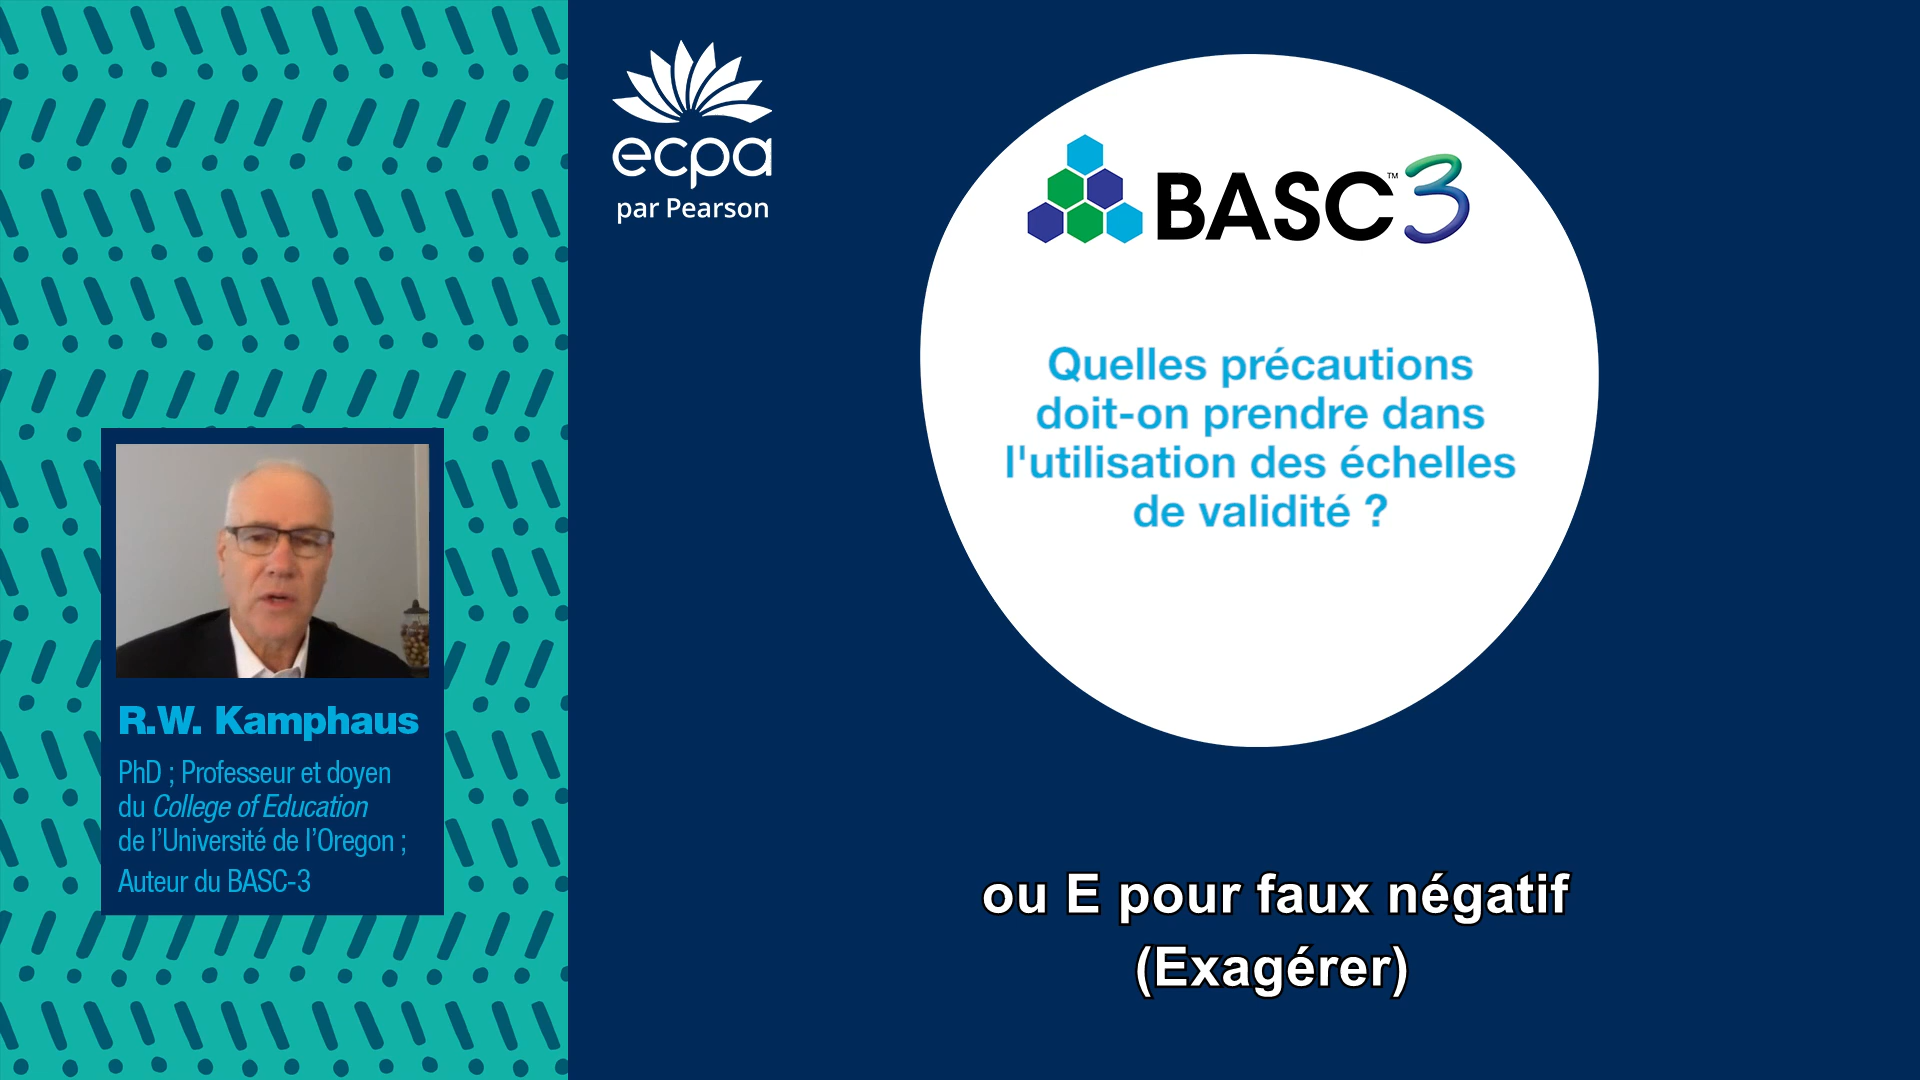 ecpa
par Pearson
BASC™3
Quelles précautions
doit-on prendre dans
l'utilisation des échelles
de validité ?
R.W. Kamphaus
PhD ; Professeur et doyen
du College of Education
de l’Université de l’Oregon ;
Auteur du BASC-3
ou E pour faux négatif
(Exagérer)